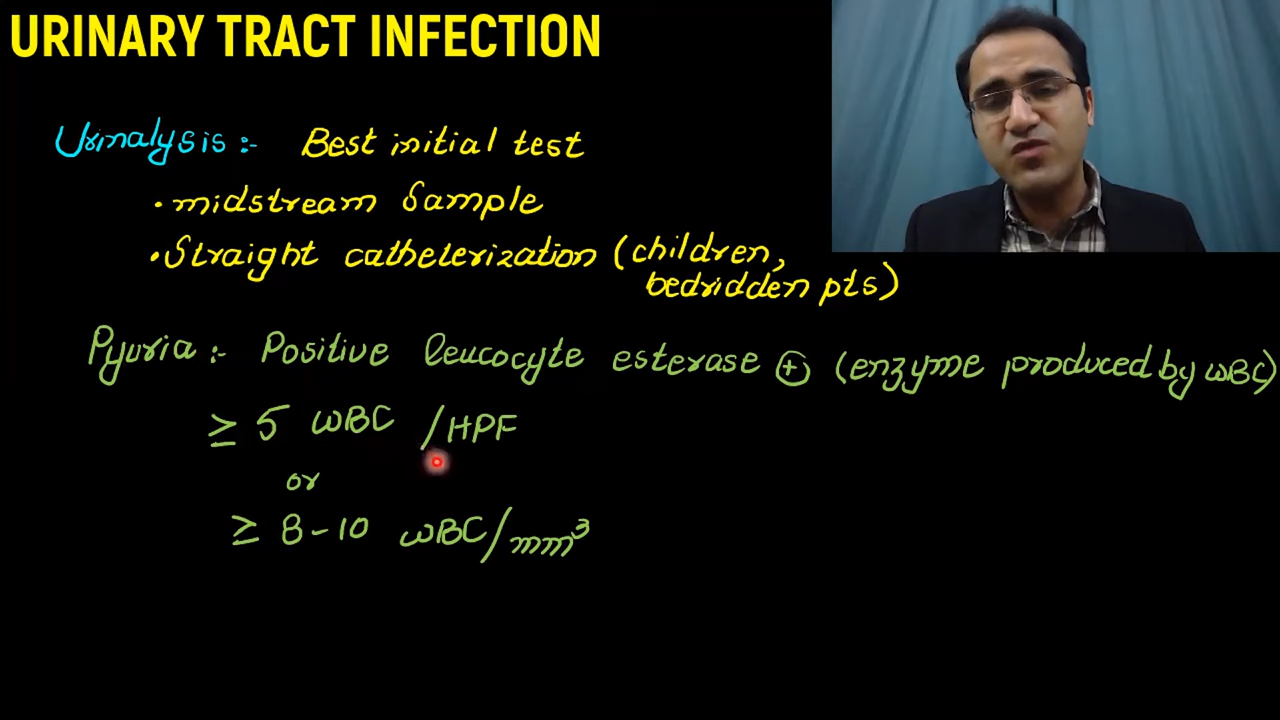 URINARY TRACT INFECTION
Urinalysis :- Best initial test
• midstream Sample
• Straight catheterization (children,
bedridden pts)
Pyuria :- Positive leucocyte esterase ⊕ (enzyme produced by WBC)
≥ 5 WBC /HPF
or
≥ 8-10 WBC/mm³